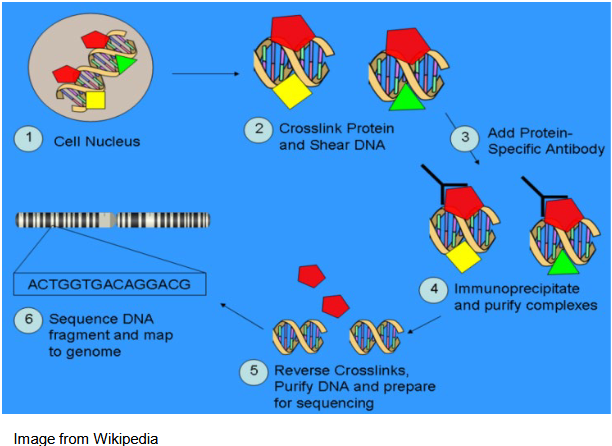 1 Cell Nucleus
2 Crosslink Protein
and Shear DNA
3 Add Protein-
Specific Antibody
4 Immunoprecipitate
and purify complexes
5 Reverse Crosslinks,
Purify DNA and prepare
for sequencing
ACTGGTGACAGGACG
6 Sequence DNA
fragment and map
to genome
Image from Wikipedia